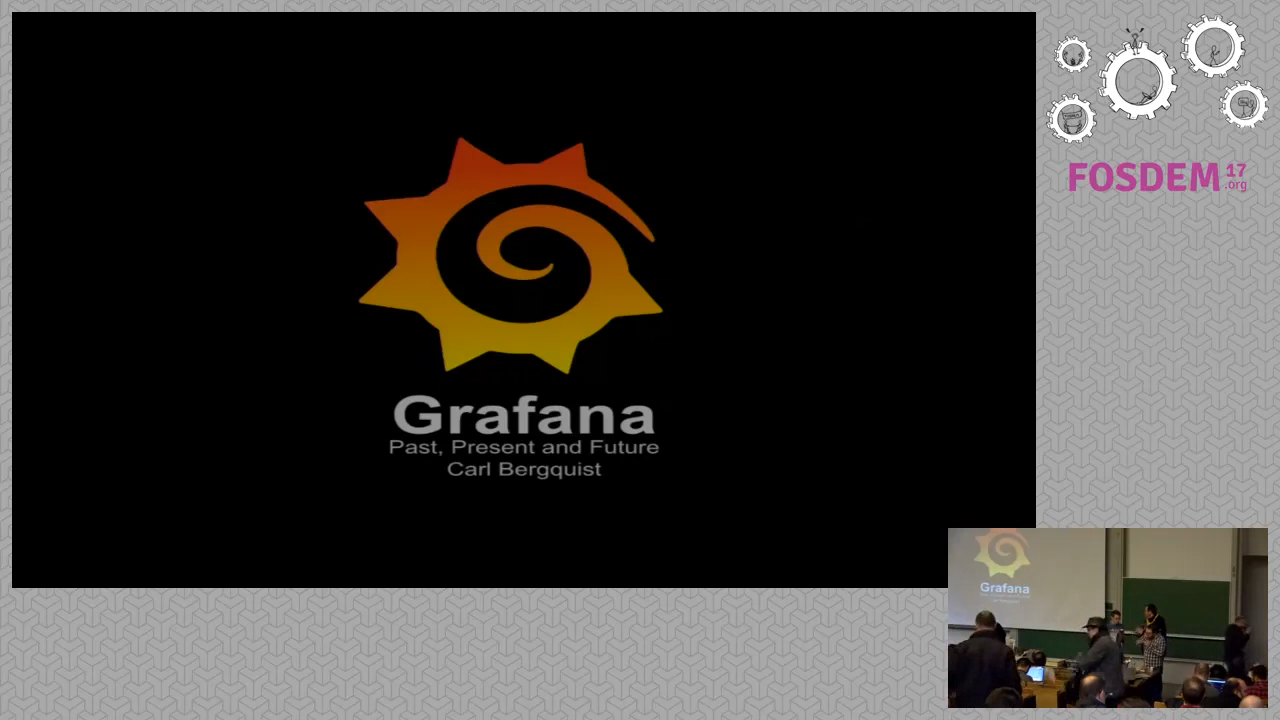 Grafana
Past, Present and Future
Carl Bergquist
FOSDEM 17
.org
Grafana